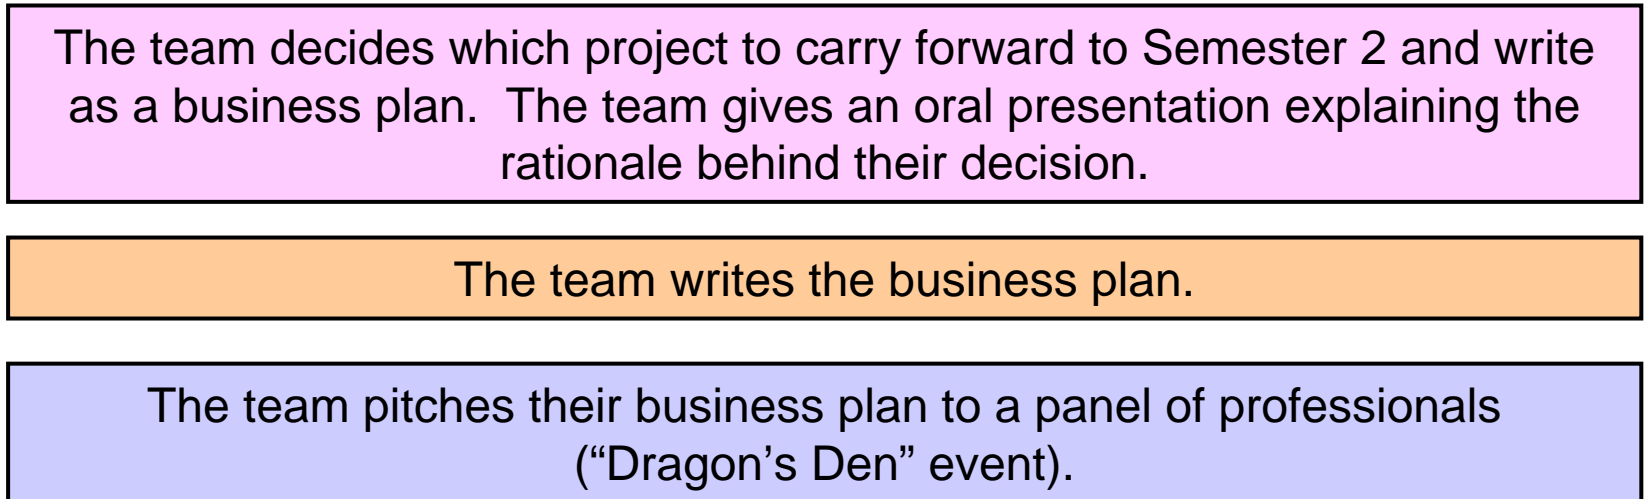 The team decides which project to carry forward to Semester 2 and write
as a business plan.  The team gives an oral presentation explaining the
rationale behind their decision.
The team writes the business plan.
The team pitches their business plan to a panel of professionals
(“Dragon’s Den” event).